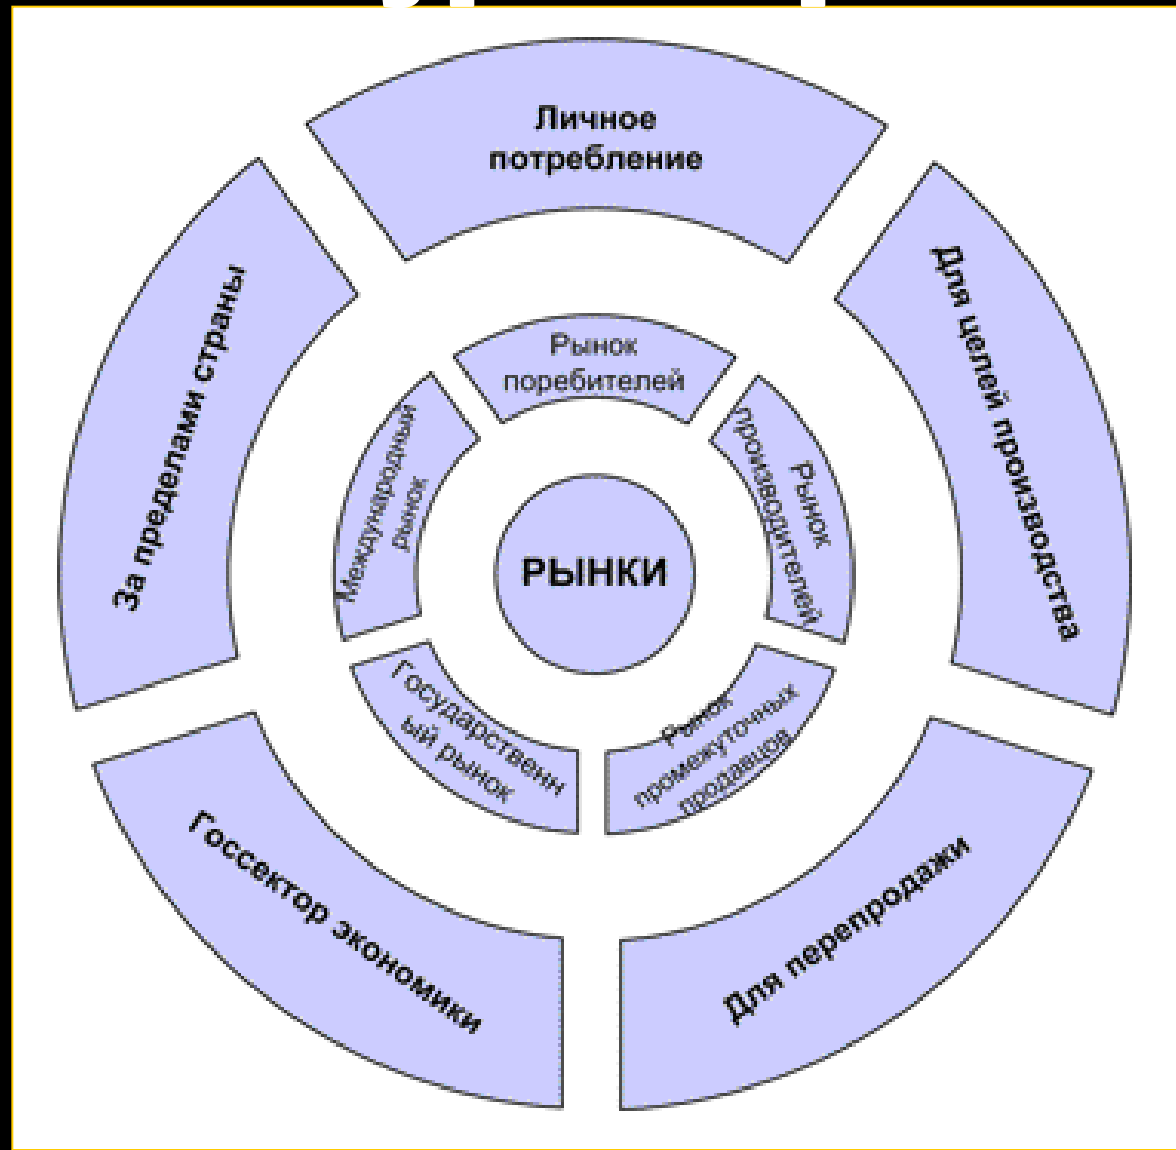 Личное
потребление
Для целей производства
Для перепродажи
Госсектор экономики
За пределами страны
Рынок
поребителей
Рынок
производителей
Рынок
промежуточных
продавцов
Государственн
ый рынок
Международный
рынок
РЫНКИ